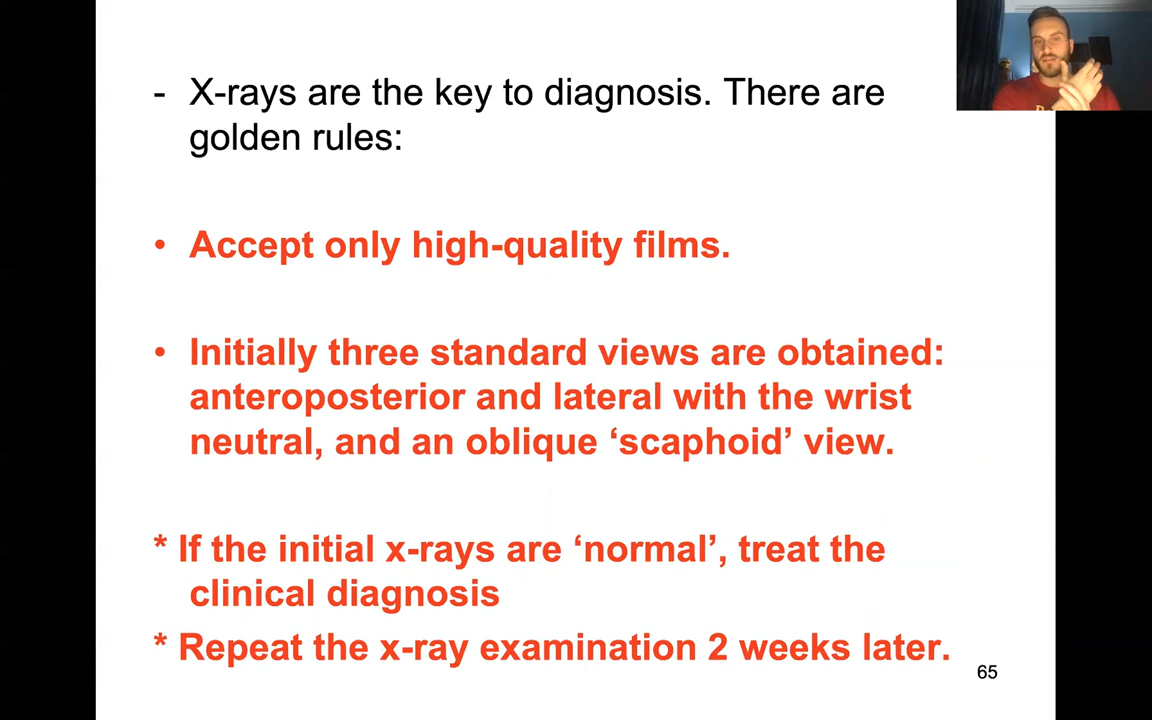 - X-rays are the key to diagnosis. There are
golden rules:
• Accept only high-quality films.
• Initially three standard views are obtained:
anteroposterior and lateral with the wrist
neutral, and an oblique ‘scaphoid’ view.
* If the initial x-rays are ‘normal’, treat the
clinical diagnosis
* Repeat the x-ray examination 2 weeks later.
65